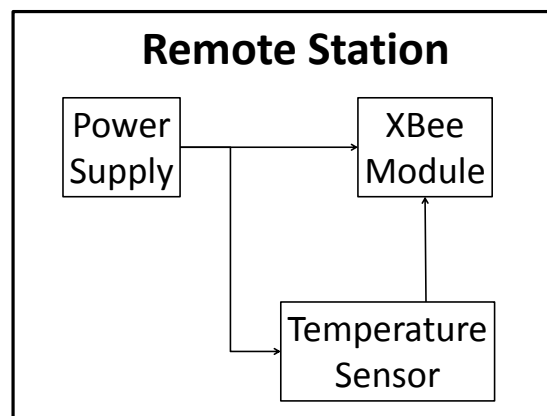 Remote Station
Power
Supply
XBee
Module
Temperature
Sensor